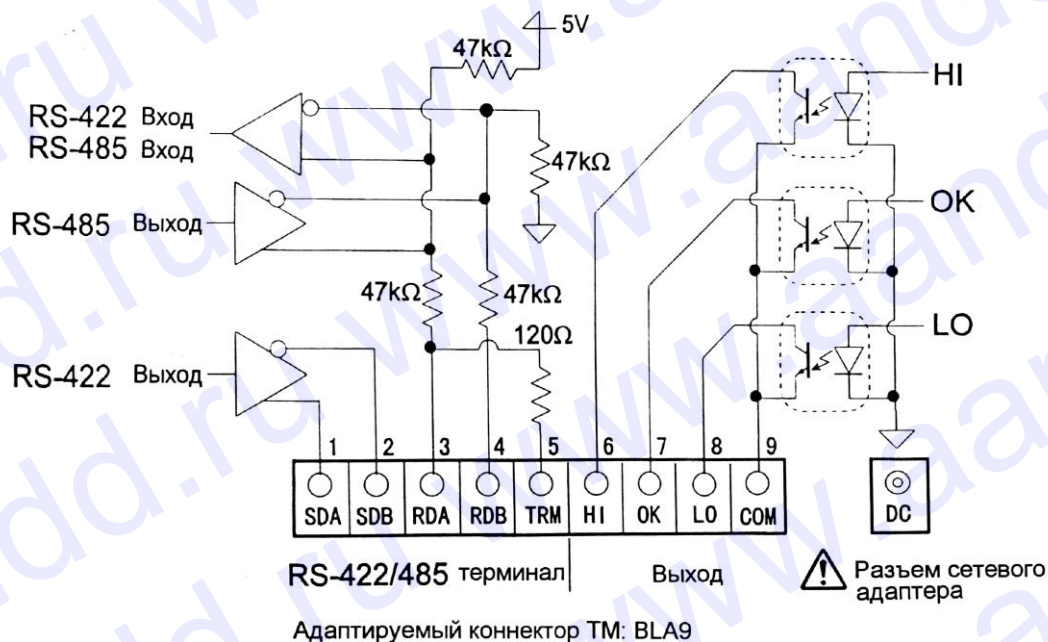 5V
47kΩ
HI
RS-422 Вход
RS-485 Вход
47kΩ
RS-485 Выход
OK
47kΩ
47kΩ
120Ω
LO
RS-422 Выход
1 2 3 4 5 6 7 8 9
SDA SDB RDA RDB TRM HI OK LO COM
DC
RS-422/485 терминал
Выход
Разъем сетевого
адаптера
Адаптируемый коннектор ТМ: BLA9